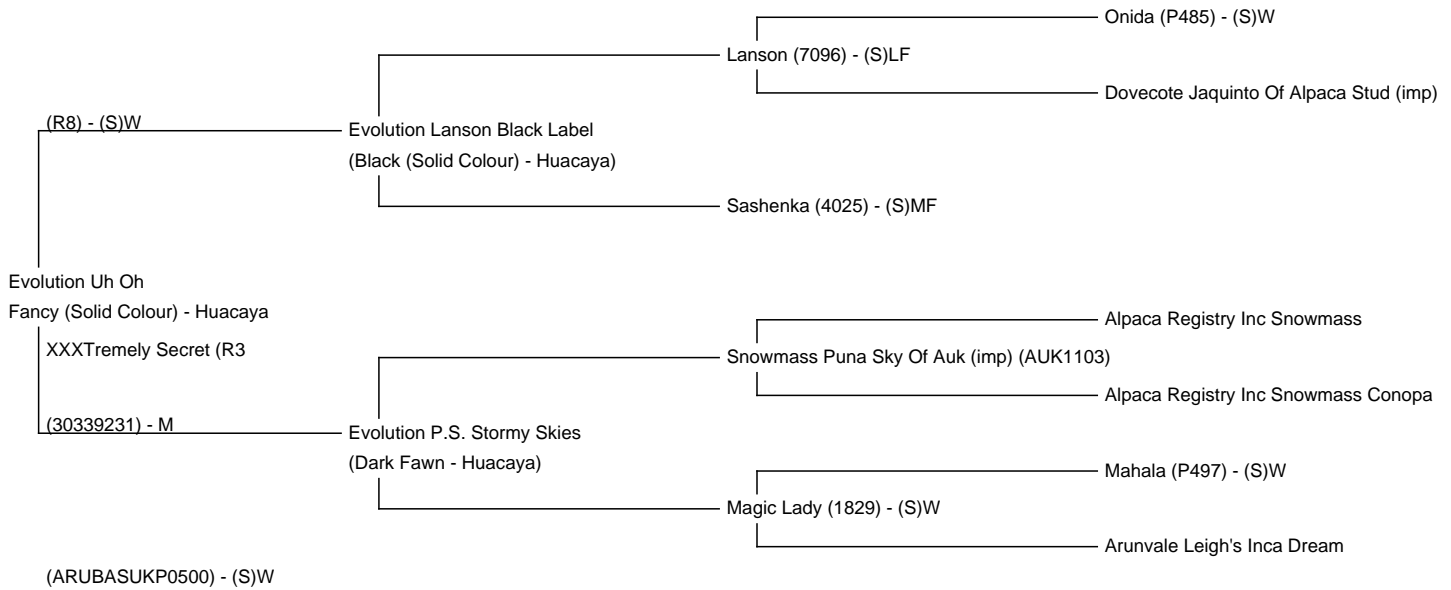 Onida (P485) - (S)W
Lanson (7096) - (S)LF
Dovecote Jaquinto Of Alpaca Stud (imp)
(R8) - (S)W
Evolution Lanson Black Label
(Black (Solid Colour) - Huacaya)
Sashenka (4025) - (S)MF
Evolution Uh Oh
Fancy (Solid Colour) - Huacaya
Alpaca Registry Inc Snowmass
XXXTremely Secret (R3
Snowmass Puna Sky Of Auk (imp) (AUK1103)
Alpaca Registry Inc Snowmass Conopa
(30339231) - M
Evolution P.S. Stormy Skies
(Dark Fawn - Huacaya)
Mahala (P497) - (S)W
Magic Lady (1829) - (S)W
Arunvale Leigh's Inca Dream
(ARUBASUKP0500) - (S)W